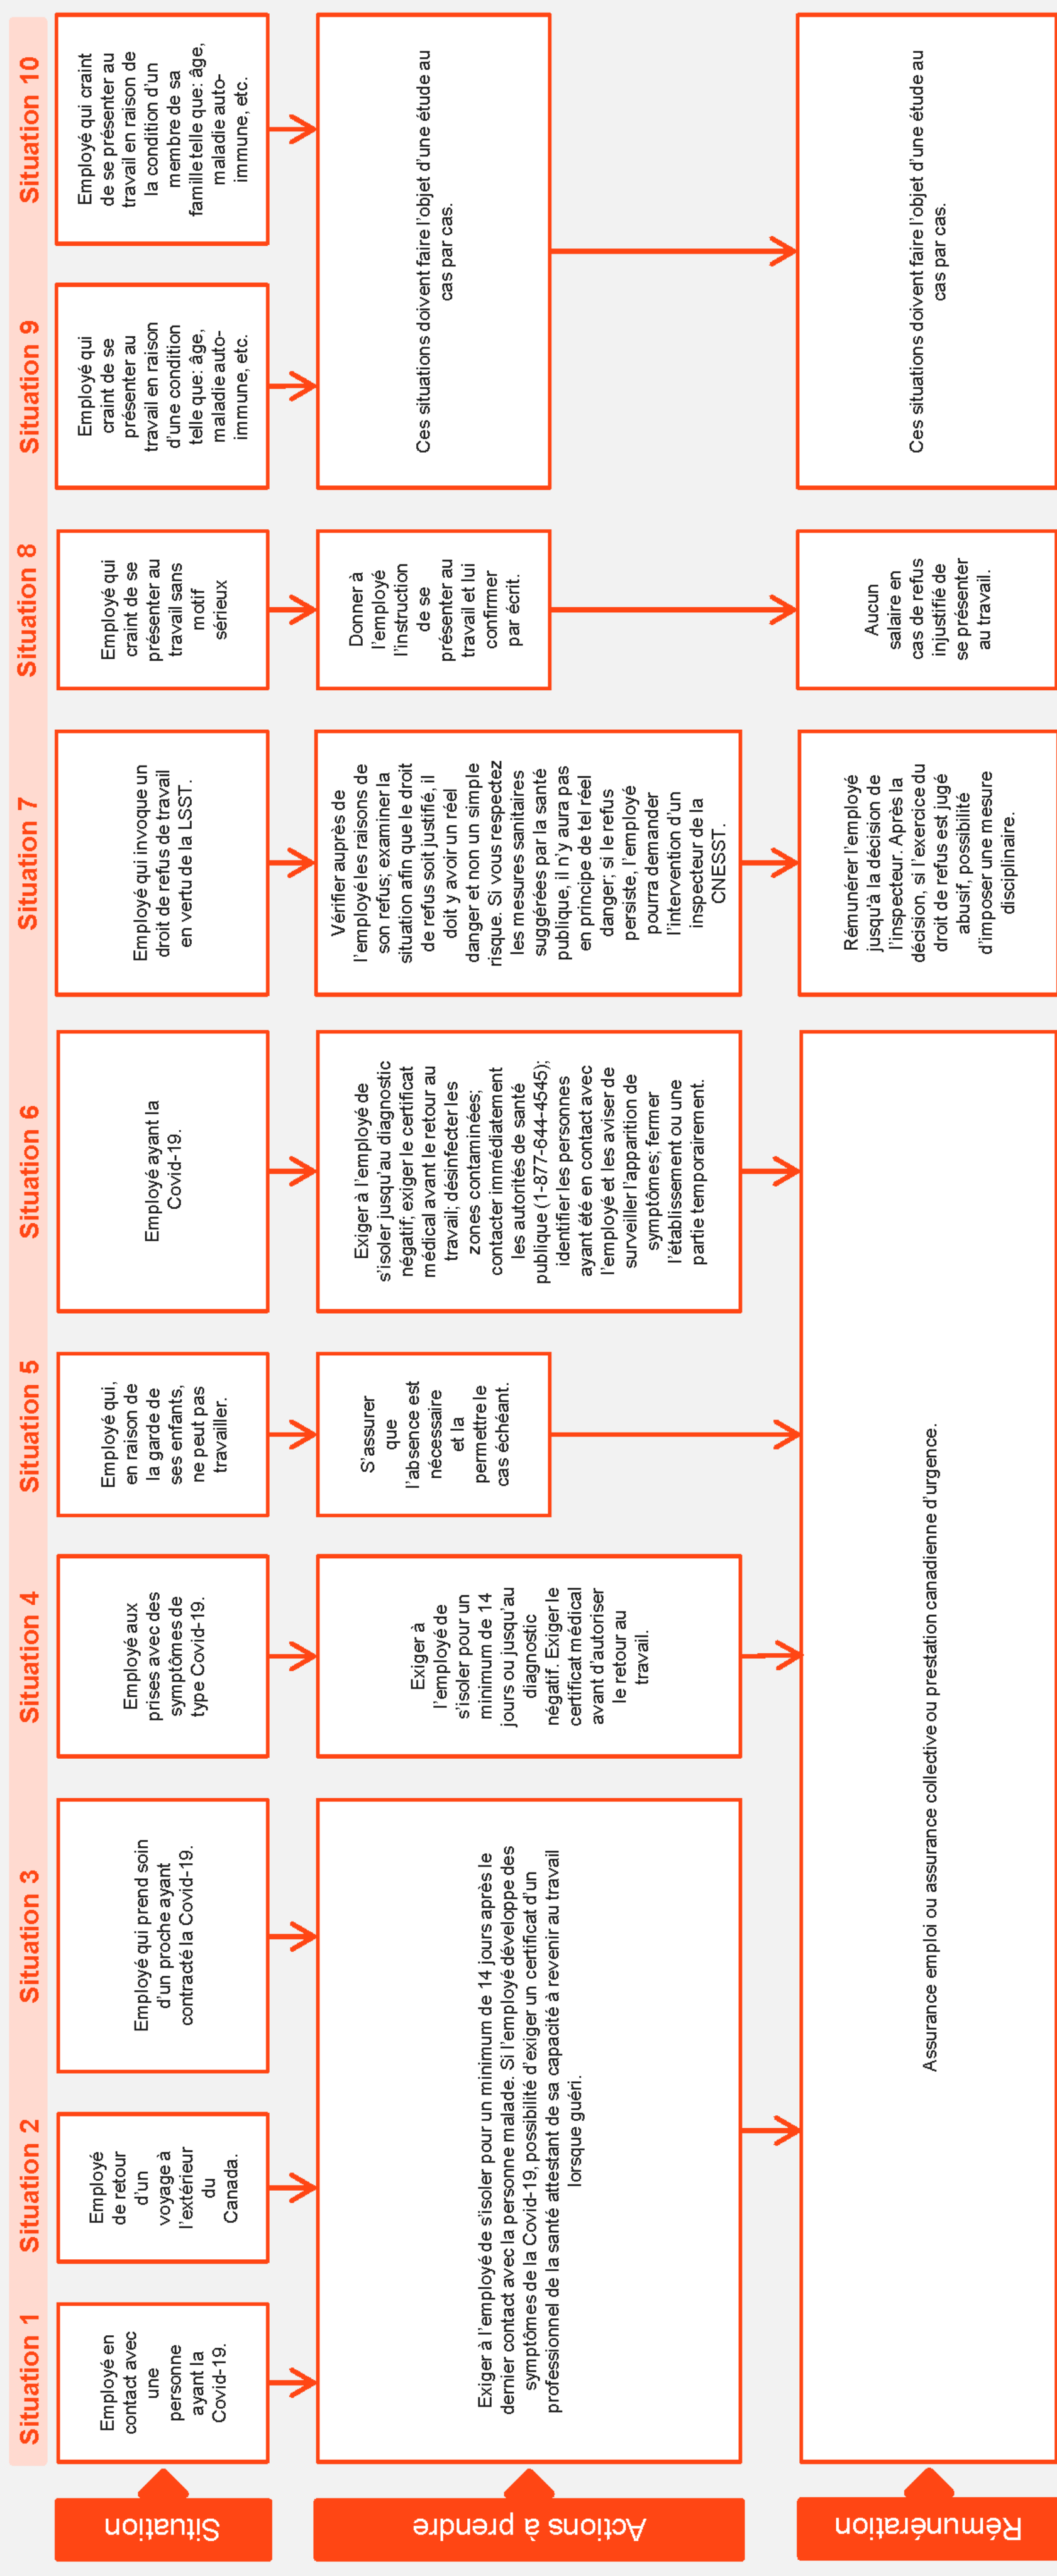 Situation 1
Situation 2
Situation 3
Situation 4
Situation 5
Situation 6
Situation 7
Situation 8
Situation 9
Situation 10
Situation
Employé en
contact avec
une
personne
ayant la
Covid-19.
Employé
de retour
d'un
voyage à
l'extérieur
du
Canada.
Employé qui prend soin
d'un proche ayant
contracté la Covid-19.
Employé aux
prises avec des
symptômes de
type Covid-19.
Employé qui,
en raison de
la garde de
ses enfants,
ne peut pas
travailler.
Employé ayant la
Covid-19.
Employé qui invoque un
droit de refus de travail
en vertu de la LSST.
Employé qui
craint de se
présenter au
travail sans
motif
sérieux
Employé qui
craint de se
présenter au
travail en raison
d'une condition
telle que: âge,
maladie auto-
immune, etc.
Employé qui craint
de se présenter au
travail en raison de
la condition d'un
membre de sa
famille telle que: âge,
maladie auto-
immune, etc.
Actions à prendre
Exiger à l'employé de s'isoler pour un minimum de 14 jours après le
dernier contact avec la personne malade. Si l'employé développe des
symptômes de la Covid-19, possibilité d'exiger un certificat d'un
professionnel de la santé attestant de sa capacité à revenir au travail
lorsque guéri.
Exiger à
l'employé de
s'isoler pour un
minimum de 14
jours ou jusqu'au
diagnostic
négatif. Exiger le
certificat médical
avant d'autoriser
le retour au
travail.
S'assurer
que
l'absence est
nécessaire
et la
permettre le
cas échéant.
Exiger à l'employé de
s'isoler jusqu'au diagnostic
négatif; exiger le certificat
médical avant le retour au
travail; désinfecter les
zones contaminées;
contacter immédiatement
les autorités de santé
publique (1-877-644-4545);
identifier les personnes
ayant été en contact avec
l'employé et les aviser de
surveiller l'apparition de
symptômes; fermer
l'établissement ou une
partie temporairement.
Vérifier auprès de
l'employé les raisons de
son refus; examiner la
situation afin que le droit
de refus soit justifié, il
doit y avoir un réel
danger et non un simple
risque. Si vous respectez
les mesures sanitaires
suggérées par la santé
publique, il n'y aura pas
en principe de tel réel
danger; si le refus
persiste, l'employé
pourra demander
l'intervention d'un
inspecteur de la
CNESST.
Donner à
l'employé
l'instruction
de se
présenter au
travail et lui
confirmer
par écrit.
Ces situations doivent faire l'objet d'une étude au
cas par cas.
Rémunération
Assurance emploi ou assurance collective ou prestation canadienne d'urgence.
Rémunérer l'employé
jusqu'à la décision de
l'inspecteur. Après la
décision, si l'exercice du
droit de refus est jugé
abusif, possibilité
d'imposer une mesure
disciplinaire.
Aucun
salaire en
cas de refus
injustifié de
se présenter
au travail.
Ces situations doivent faire l'objet d'une étude au
cas par cas.